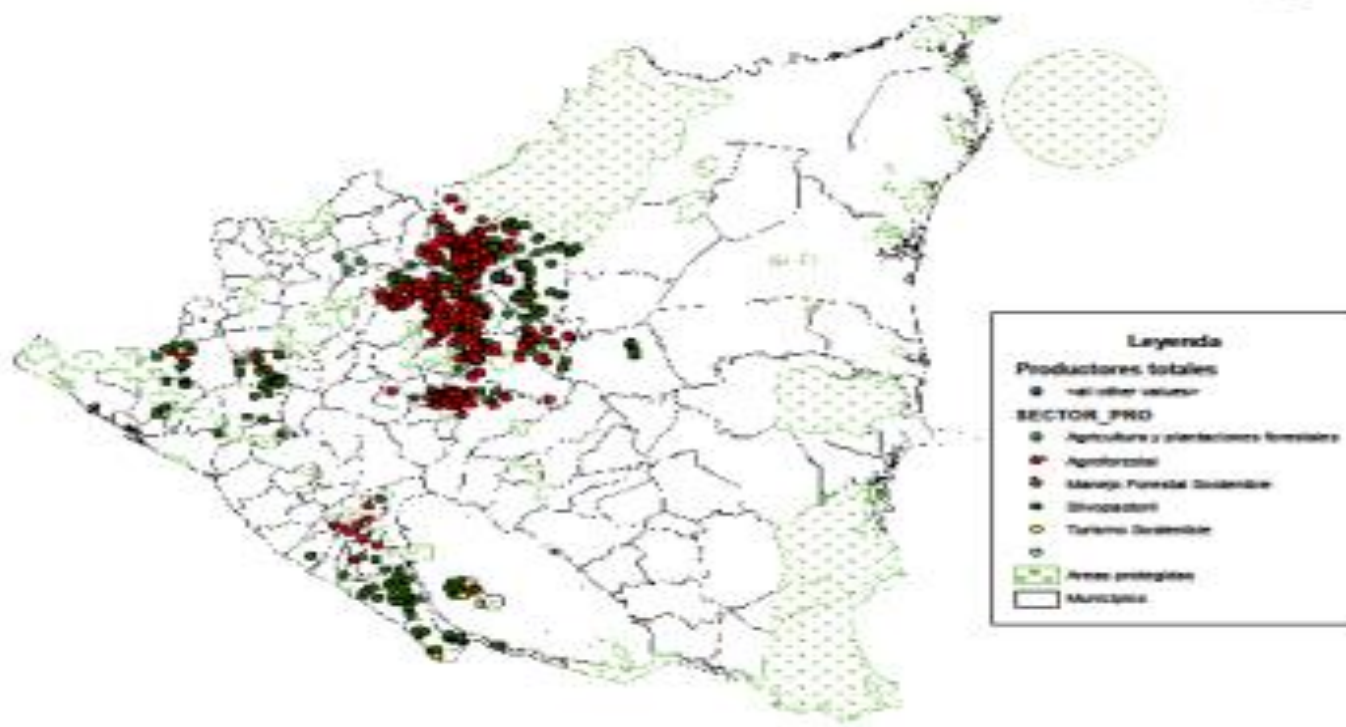 Leyenda
Productores totales
<all other values>
SECTOR_PRO
Agricultura y plantaciones forestales
Agroforestal
Manejo Forestal Sostenible
Silvopastoril
Turismo Sostenible
Areas protegidas
Municipios